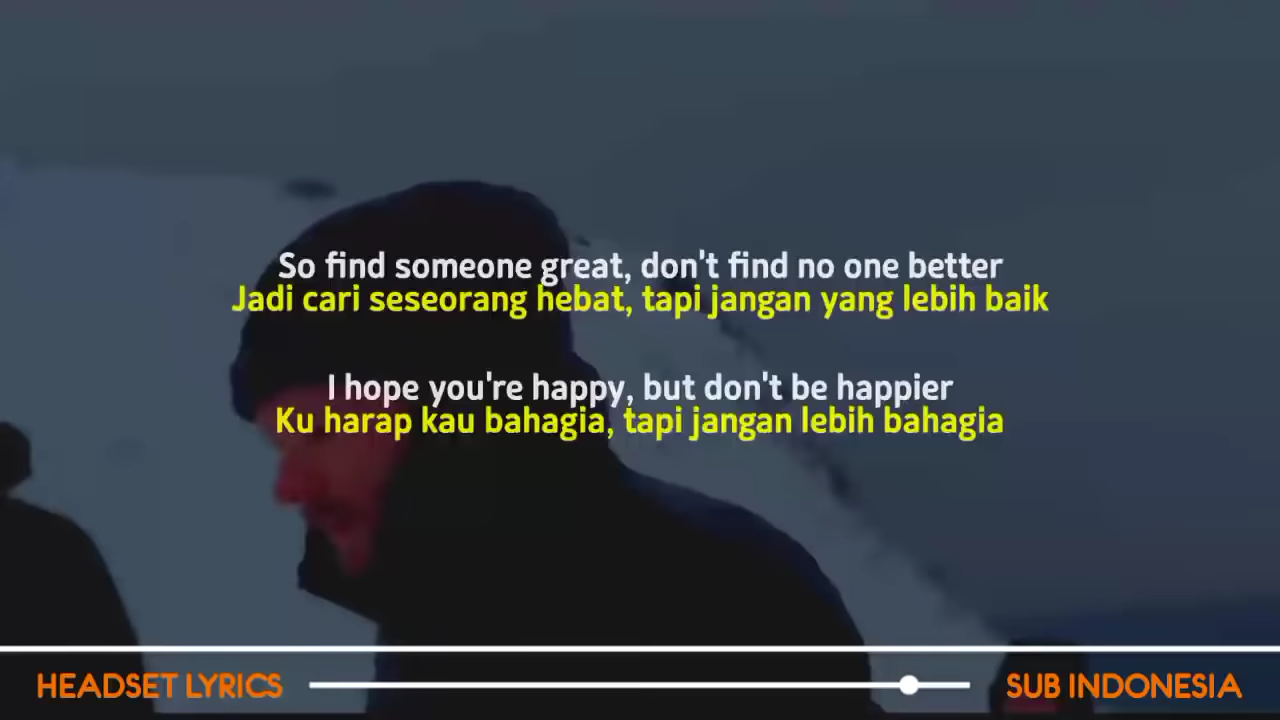 So find someone great, don't find no one better
Jadi cari seseorang hebat, tapi jangan yang lebih baik
I hope you're happy, but don't be happier
Ku harap kau bahagia, tapi jangan lebih bahagia
HEADSET LYRICS
SUB INDONESIA